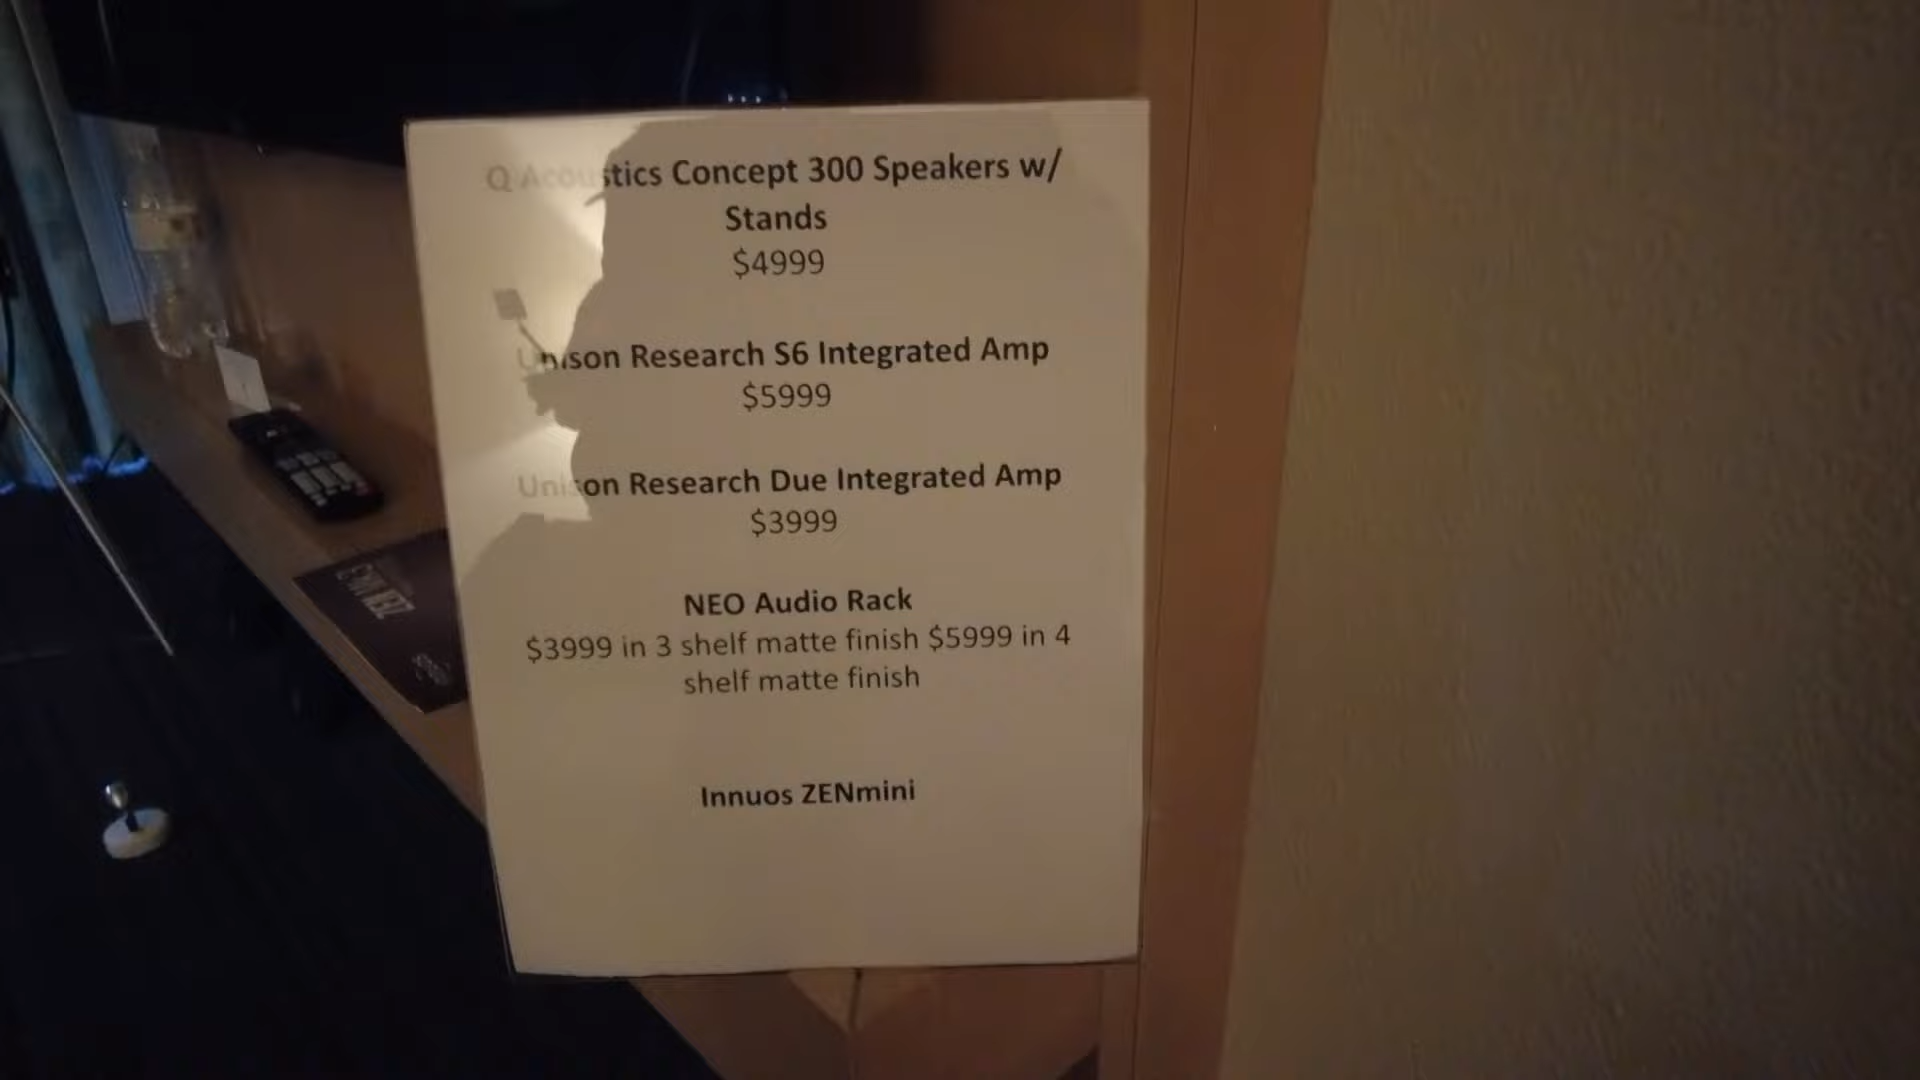 Q Acoustics Concept 300 Speakers w/
Stands
$4999
Unison Research S6 Integrated Amp
$5999
Unison Research Due Integrated Amp
$3999
NEO Audio Rack
$3999 in 3 shelf matte finish $5999 in 4
shelf matte finish
Innuos ZENmini